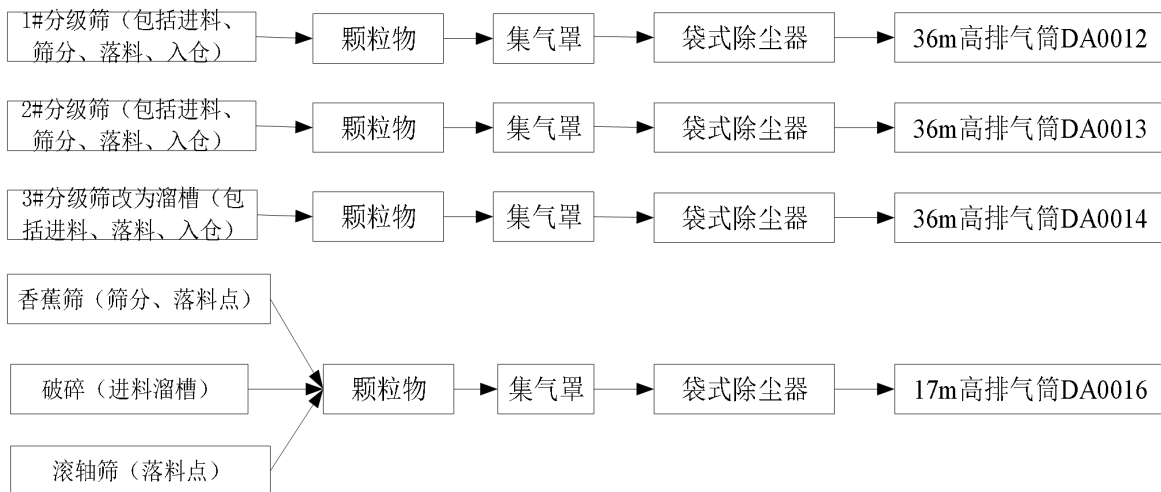 1#分级筛（包括进料、
筛分、落料、入仓）
颗粒物
集气罩
袋式除尘器
36m高排气筒DA0012
2#分级筛（包括进料、
筛分、落料、入仓）
颗粒物
集气罩
袋式除尘器
36m高排气筒DA0013
3#分级筛改为溜槽（包
括进料、落料、入仓）
颗粒物
集气罩
袋式除尘器
36m高排气筒DA0014
香蕉筛（筛分、落料点）
破碎（进料溜槽）
滚轴筛（落料点）
颗粒物
集气罩
袋式除尘器
17m高排气筒DA0016